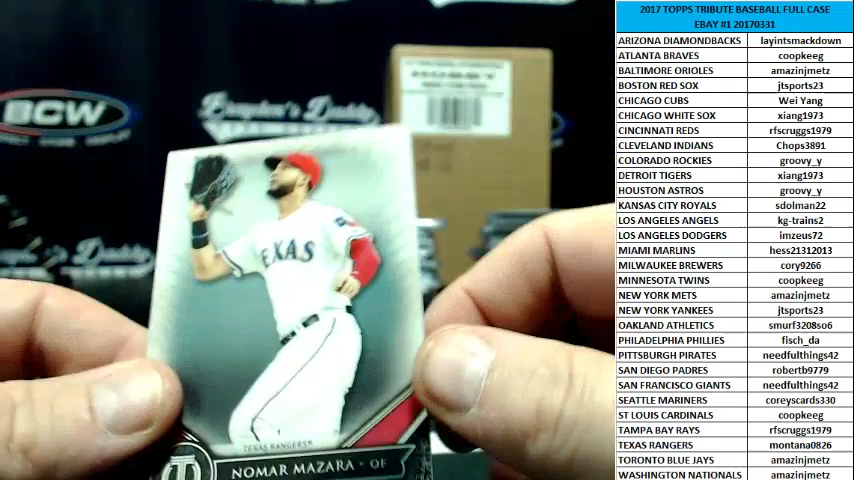 2017 TOPPS TRIBUTE BASEBALL FULL CASE
EBAY #1 20170331
ARIZONA DIAMONDBACKS layintsmackdown
ATLANTA BRAVES coopkeeg
BALTIMORE ORIOLES amazinjmetz
BOSTON RED SOX jtsports23
CHICAGO CUBS Wei Yang
CHICAGO WHITE SOX xiang1973
CINCINNATI REDS rfscruggs1979
CLEVELAND INDIANS Chops3891
COLORADO ROCKIES groovy_y
DETROIT TIGERS xiang1973
HOUSTON ASTROS groovy_y
KANSAS CITY ROYALS sdolman22
LOS ANGELES ANGELS kg-trains2
LOS ANGELES DODGERS imzeus72
MIAMI MARLINS hess21312013
MILWAUKEE BREWERS cory9266
MINNESOTA TWINS coopkeeg
NEW YORK METS amazinjmetz
NEW YORK YANKEES jtsports23
OAKLAND ATHLETICS smurf3208so6
PHILADELPHIA PHILLIES fisch_da
PITTSBURGH PIRATES needfulthings42
SAN DIEGO PADRES robertb9779
SAN FRANCISCO GIANTS needfulthings42
SEATTLE MARINERS coreyscards330
ST LOUIS CARDINALS coopkeeg
TAMPA BAY RAYS rfscruggs1979
TEXAS RANGERS montana0826
TORONTO BLUE JAYS amazinjmetz
WASHINGTON NATIONALS amazinjmetz
BCW
Brayden's Daddy
TEXAS
TEXAS RANGERS
NOMAR MAZARA · OF